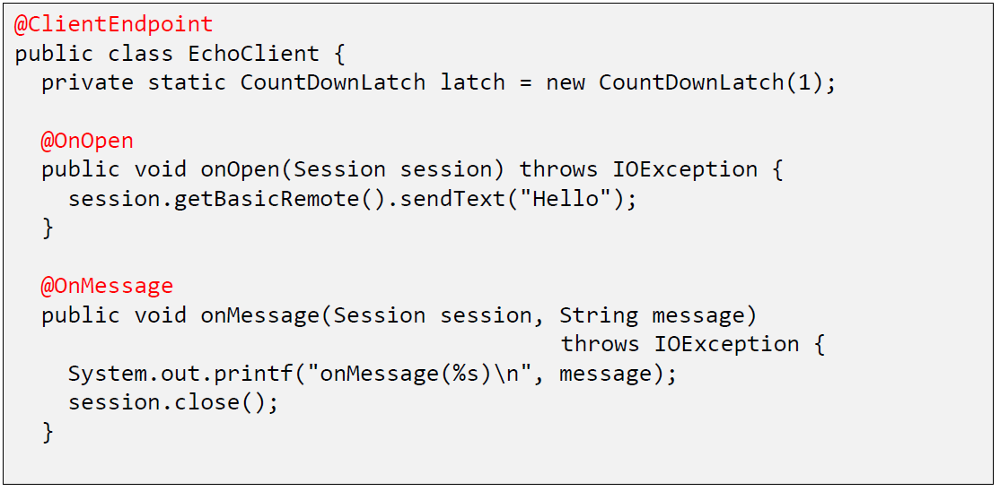 @ClientEndpoint
public class EchoClient {
  private static CountDownLatch latch = new CountDownLatch(1);

  @OnOpen
  public void onOpen(Session session) throws IOException {
    session.getBasicRemote().sendText("Hello");
  }

  @OnMessage
  public void onMessage(Session session, String message)
                                         throws IOException {
    System.out.printf("onMessage(%s)\n", message);
    session.close();
  }